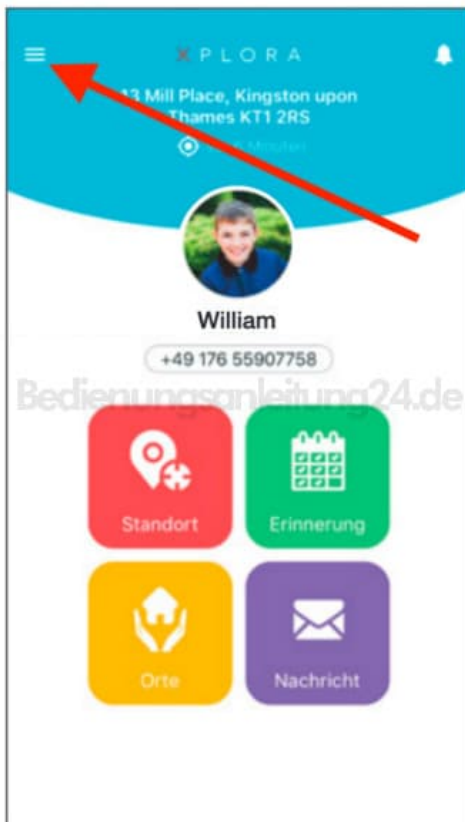 XPLORA
13 Mill Place, Kingston upon
Thames KT1 2RS
Minuten
William
+49 176 55907758
Bedienungsanleitung24.de
Standort
Erinnerung
Orte
Nachricht